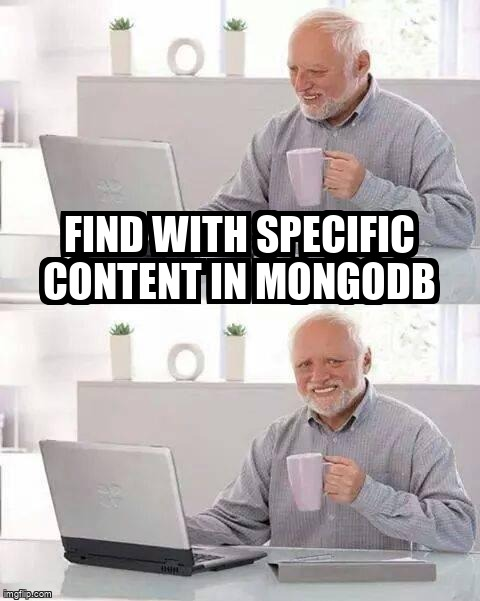 FIND WITH SPECIFIC
CONTENT IN MONGODB
imgflip.com